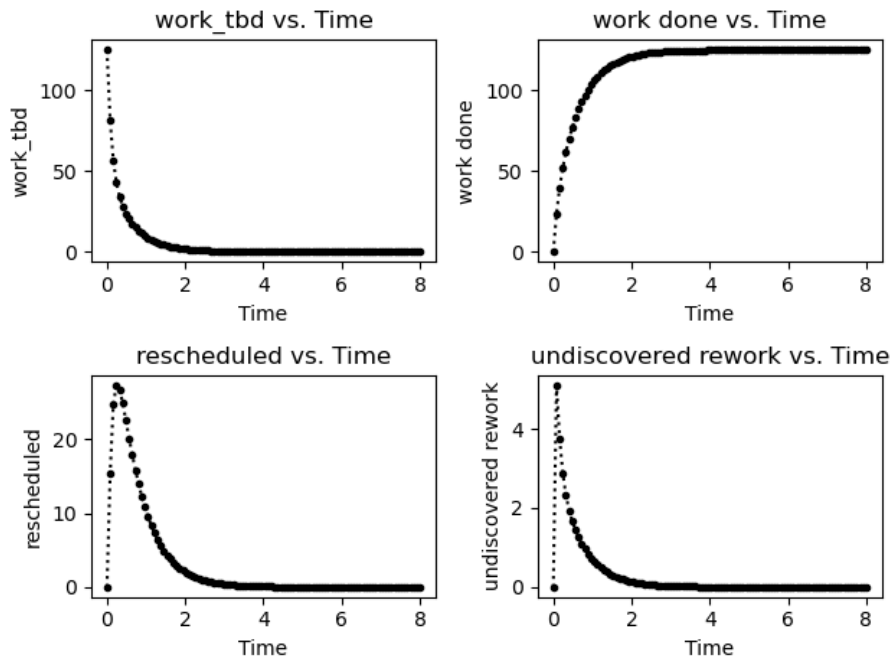 work_tbd vs. Time
work_tbd
100
50
0
0 2 4 6 8
Time
work done vs. Time
work done
100
50
0
0 2 4 6 8
Time
rescheduled vs. Time
rescheduled
20
10
0
0 2 4 6 8
Time
undiscovered rework vs. Time
undiscovered rework
4
2
0
0 2 4 6 8
Time